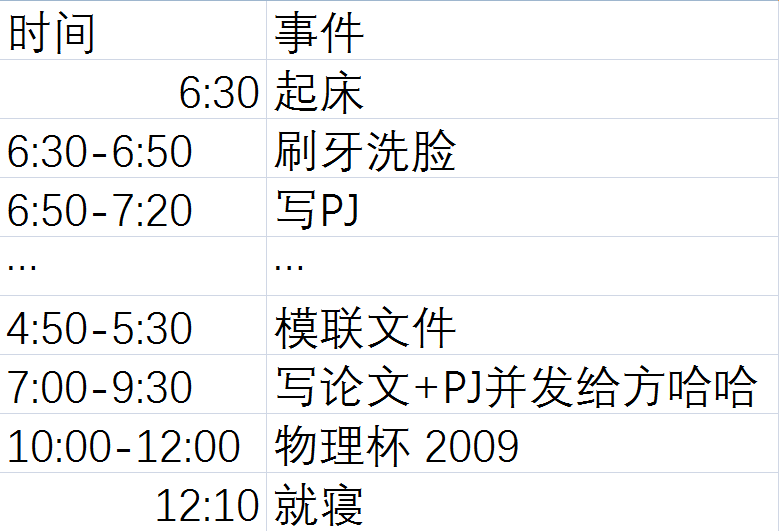 时间 事件
6:30 起床
6:30-6:50 刷牙洗脸
6:50-7:20 写PJ
... ...
4:50-5:30 模联文件
7:00-9:30 写论文+PJ并发给方哈哈
10:00-12:00 物理杯 2009
12:10 就寝